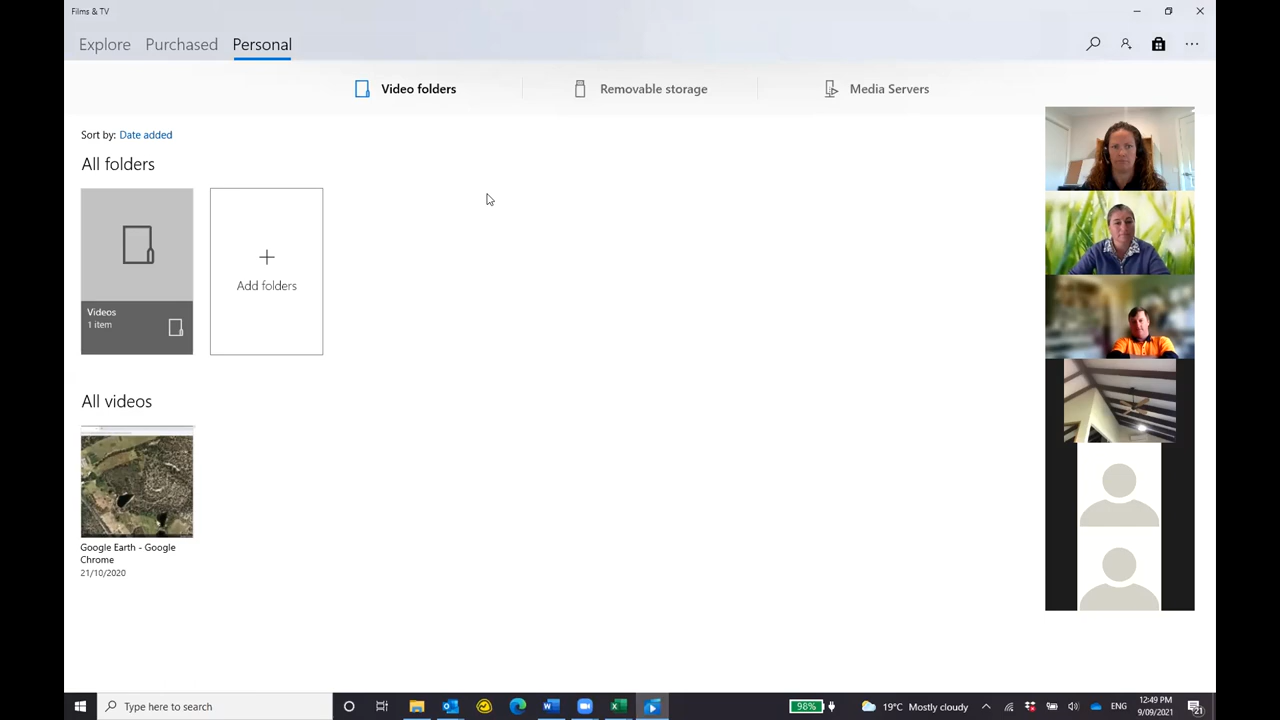 Films & TV
Explore Purchased Personal
Video folders Removable storage Media Servers
Sort by: Date added
All folders
Videos
1 item
Add folders
All videos
Google Earth - Google
Chrome
21/10/2020
Type here to search
98%
19°C Mostly cloudy
ENG
12:49 PM
9/09/2021
21